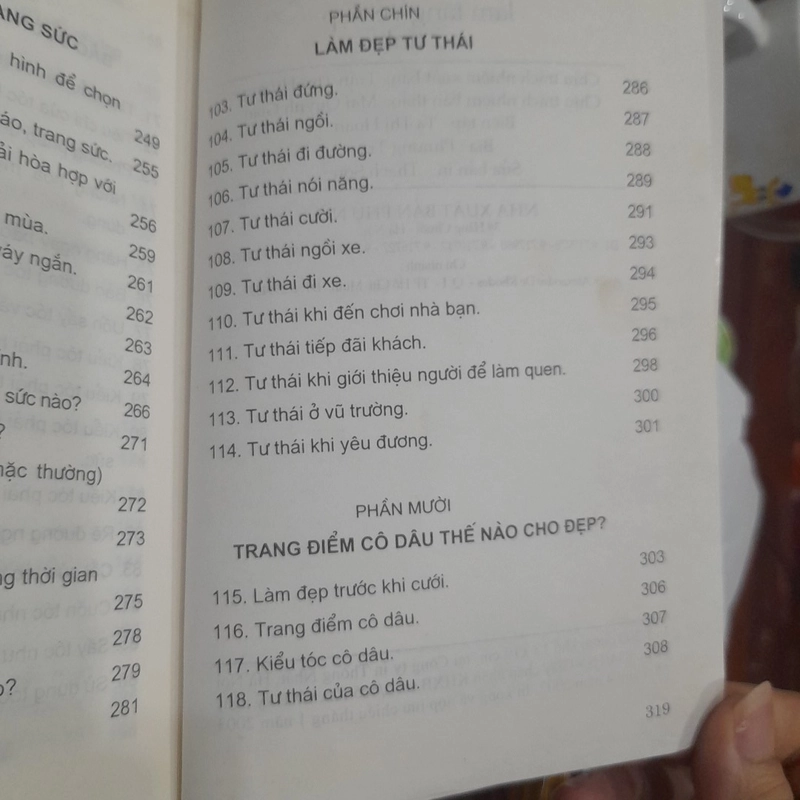 ANG SỨC
hình để chọn
249
áo, trang sức. 255
ải hòa hợp với
256
mùa. 259
váy ngắn. 261
262
263
nh. 264
sức nào? 266
? 271
mặc thường)
272
273
ng thời gian
275
278
o? 279
281
PHẦN CHÍN
LÀM ĐẸP TƯ THÁI
103. Tư thái đứng. 286
104. Tư thái ngồi. 287
105. Tư thái đi đường. 288
106. Tư thái nói năng. 289
107. Tư thái cười. 291
108. Tư thái ngồi xe. 293
109. Tư thái đi xe. 294
110. Tư thái khi đến chơi nhà bạn. 295
111. Tư thái tiếp đãi khách. 296
112. Tư thái khi giới thiệu người để làm quen. 298
113. Tư thái ở vũ trường. 300
114. Tư thái khi yêu đương. 301
PHẦN MƯỜI
TRANG ĐIỂM CÔ DÂU THẾ NÀO CHO ĐẸP?
115. Làm đẹp trước khi cưới. 303
116. Trang điểm cô dâu. 306
117. Kiểu tóc cô dâu. 307
118. Tư thái của cô dâu. 308
319